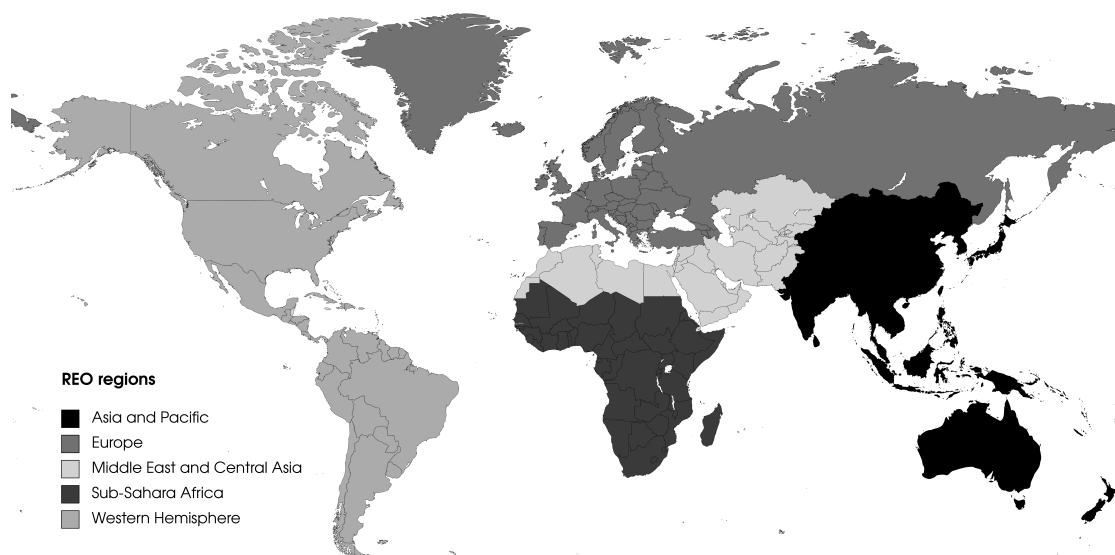 REO regions
Asia and Pacific
Europe
Middle East and Central Asia
Sub-Sahara Africa
Western Hemisphere